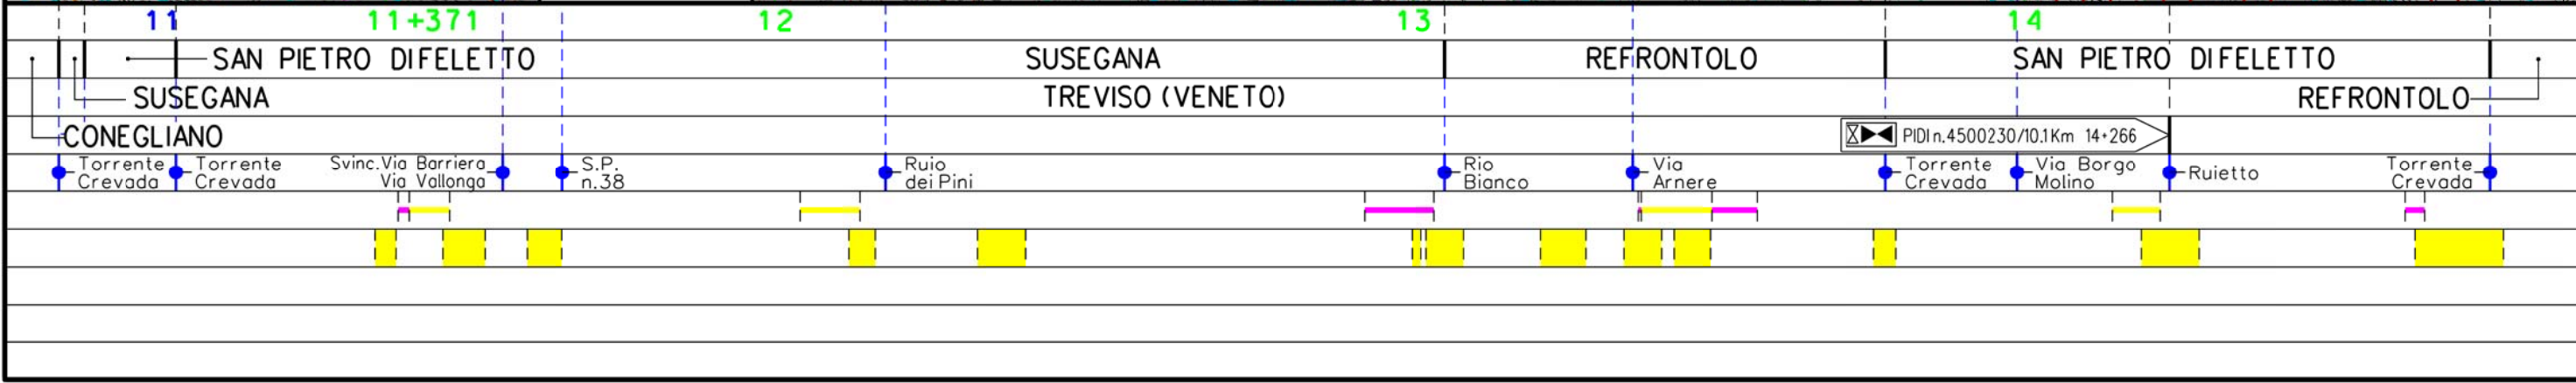 11 11+371 12 13 14
SAN PIETRO DI FELETTO SUSEGANA REFRONTOLO SAN PIETRO DI FELETTO
SUSEGANA TREVISO (VENETO) REFRONTOLO
CONEGLIANO PIDI n.4500230/10.1 Km 14+266
Torrente Crevada
Torrente Crevada
Svinc.Via Barriera
Via Vallonga
S.P.
n.38
Ruio
dei Pini
Rio
Bianco
Via
Arnere
Torrente
Crevada
Via Borgo
Molino
Ruietto
Torrente
Crevada